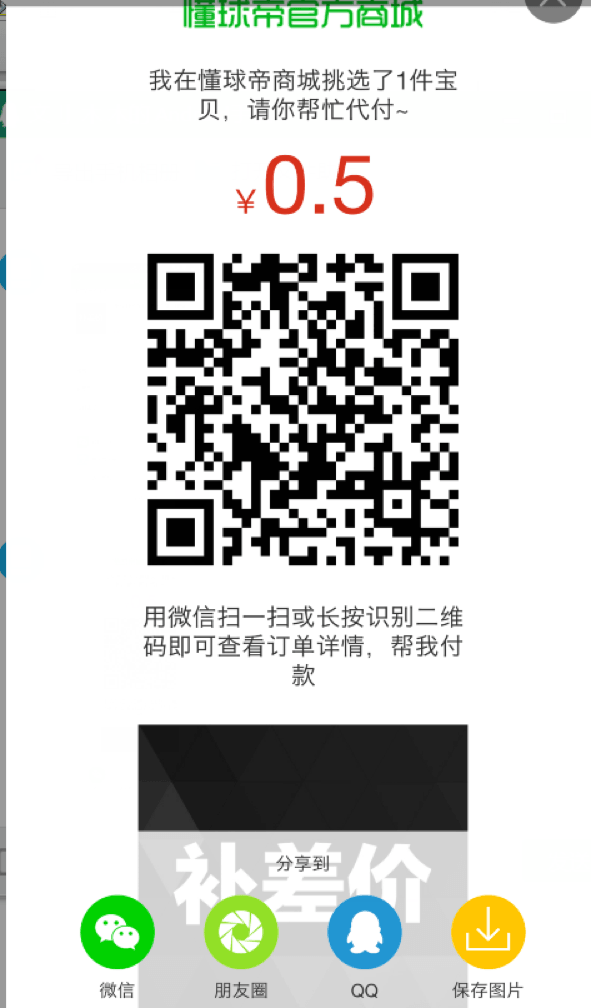 懂球帝官方商城
我在懂球帝商城挑选了1件宝
贝，请你帮忙代付~
¥0.5
用微信扫一扫或长按识别二维
码即可查看订单详情，帮我付
款
分享到
补差价
微信
朋友圈
QQ
保存图片